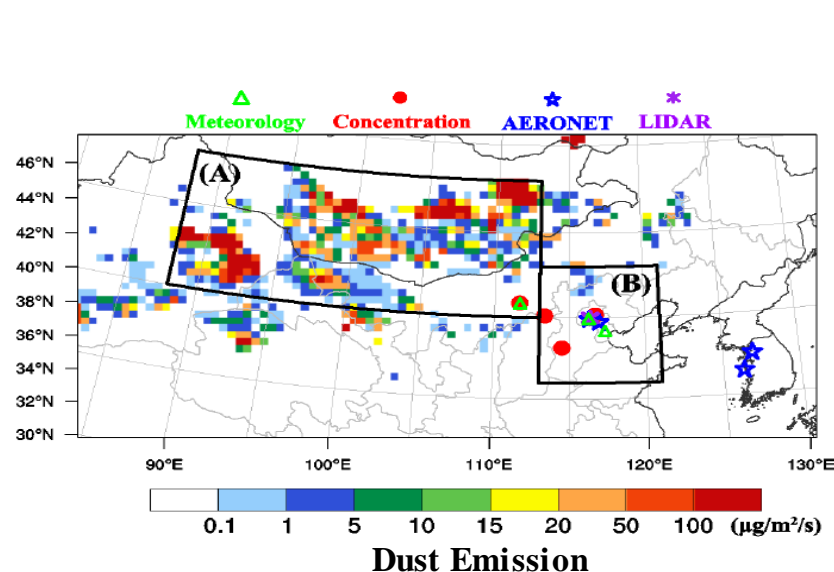 Meteorology Concentration AERONET LIDAR
(A)
(B)
46°N
44°N
42°N
40°N
38°N
36°N
34°N
32°N
30°N
90°E 100°E 110°E 120°E 130°E
0.1 1 5 10 15 20 50 100 (μg/m²/s)
Dust Emission